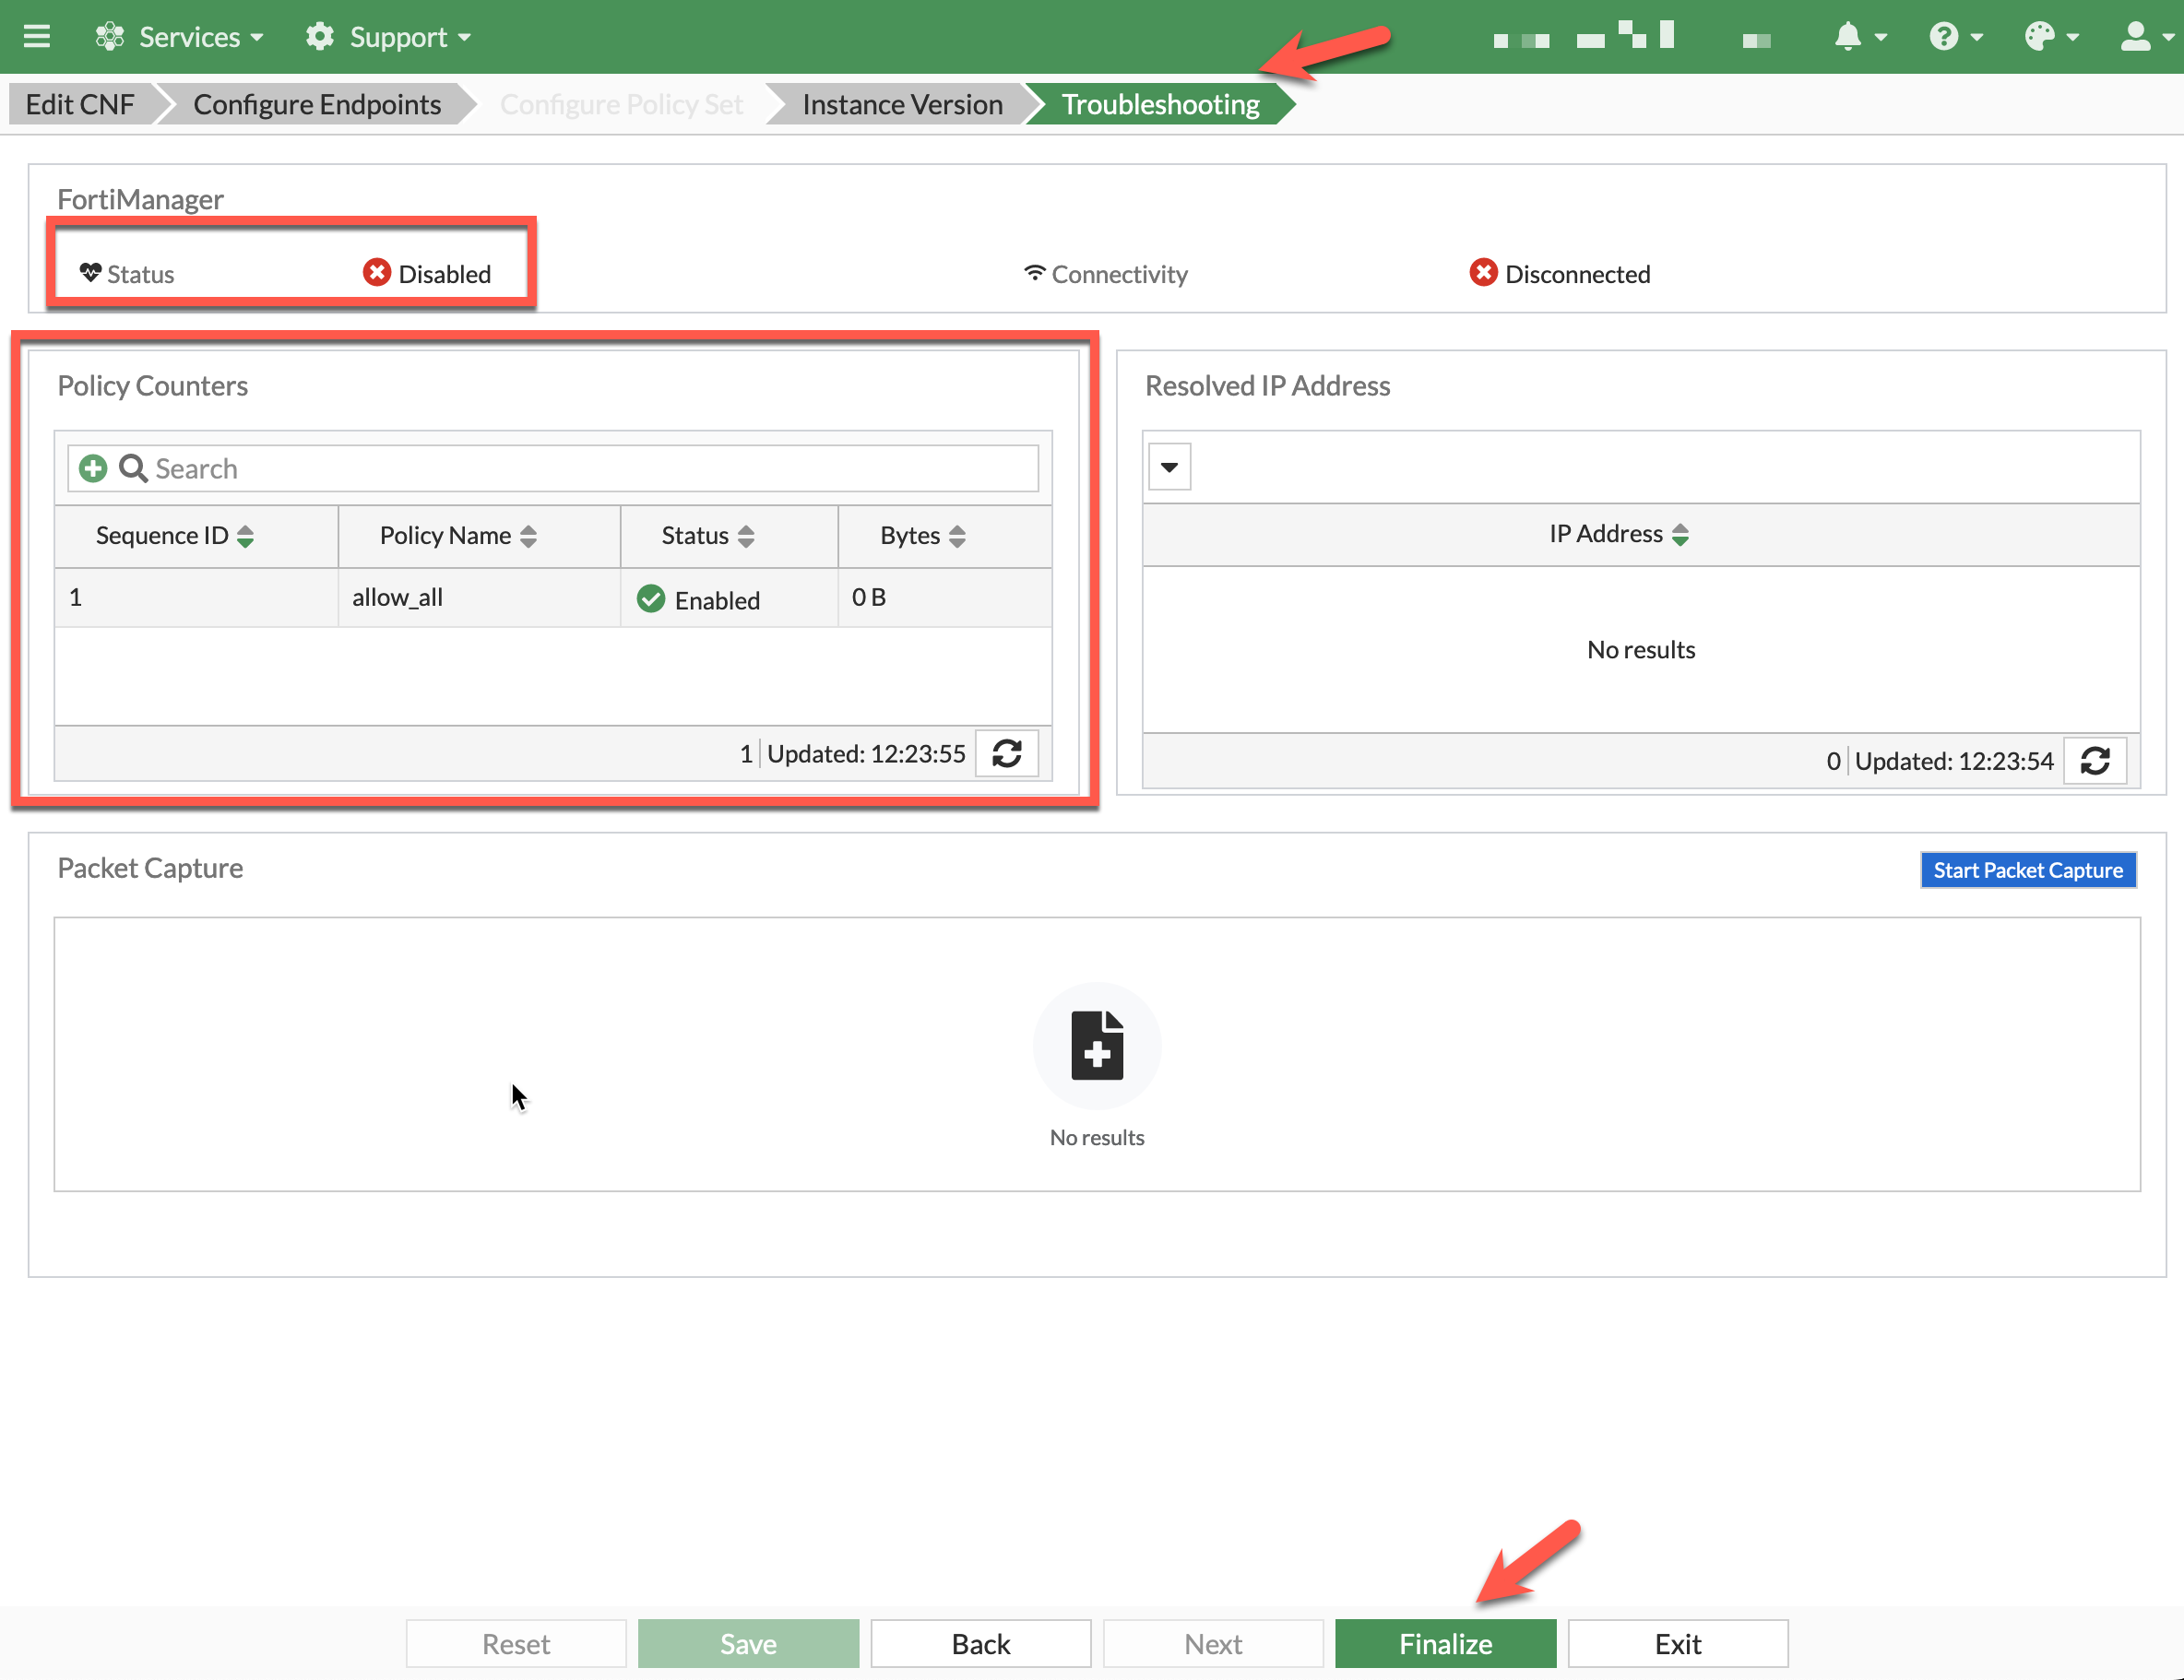 Services Support
Edit CNF Configure Endpoints Configure Policy Set Instance Version Troubleshooting
FortiManager
Status Disabled Connectivity Disconnected
Policy Counters
Search
Sequence ID Policy Name Status Bytes
1 allow_all Enabled 0 B
1 Updated: 12:23:55
Resolved IP Address
IP Address
No results
0 Updated: 12:23:54
Packet Capture Start Packet Capture
No results
Reset Save Back Next Finalize Exit